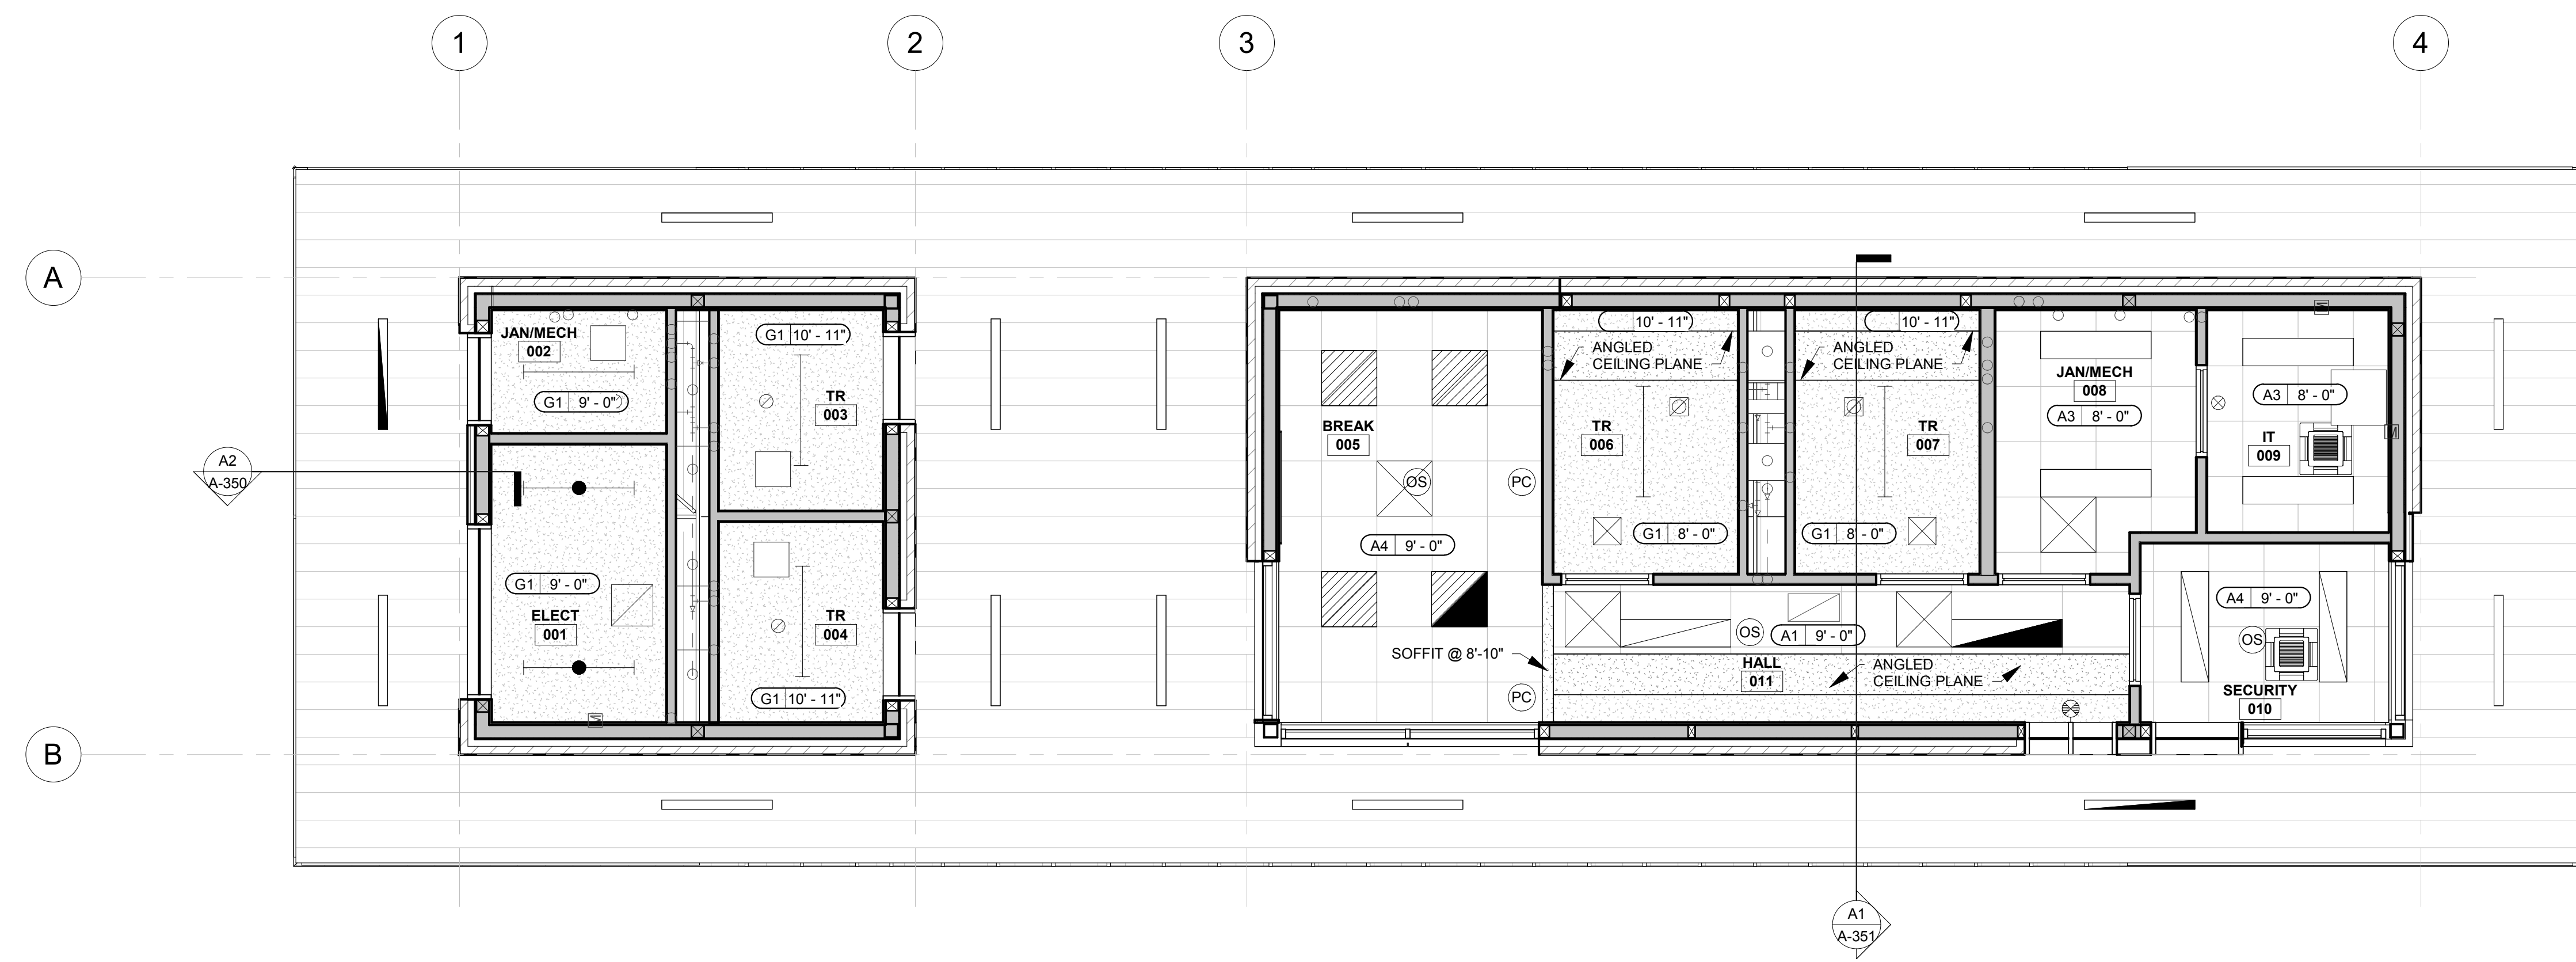 1
2
3
4
A
B
JAN/MECH
002
G1 9' - 0"
G1 10' - 11"
TR
003
A2
A-350
G1 9' - 0"
ELECT
001
TR
004
G1 10' - 11"
BREAK
005
OS
PC
A4 9' - 0"
PC
SOFFIT @ 8'-10"
10' - 11"
ANGLED
CEILING PLANE
TR
006
G1 8' - 0"
10' - 11"
ANGLED
CEILING PLANE
TR
007
G1 8' - 0"
JAN/MECH
008
A3 8' - 0"
M
A3 8' - 0"
M
IT
009
OS
A1 9' - 0"
HALL
011
ANGLED
CEILING PLANE
A4 9' - 0"
OS
SECURITY
010
M
A1
A-351